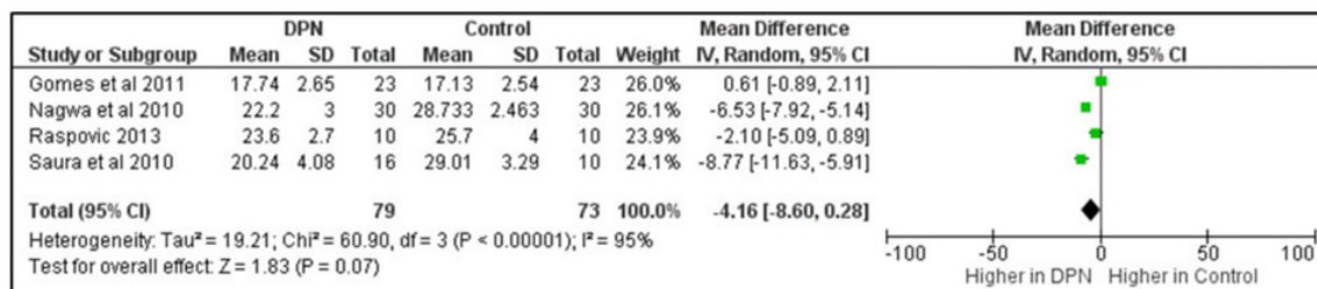 DPN Control Mean Difference Mean Difference
Study or Subgroup Mean SD Total Mean SD Total Weight IV, Random, 95% CI IV, Random, 95% CI
Gomes et al 2011 17.74 2.65 23 17.13 2.54 23 26.0% 0.61 [-0.89, 2.11]
Nagwa et al 2010 22.2 3 30 28.733 2.463 30 26.1% -6.53 [-7.92, -5.14]
Raspovic 2013 23.6 2.7 10 25.7 4 10 23.9% -2.10 [-5.09, 0.89]
Saura et al 2010 20.24 4.08 16 29.01 3.29 10 24.1% -8.77 [-11.63, -5.91]
Total (95% CI) 79 73 100.0% -4.16 [-8.60, 0.28]
Heterogeneity: Tau² = 19.21; Chi² = 60.90, df = 3 (P < 0.00001); I² = 95%
Test for overall effect: Z = 1.83 (P = 0.07)
-100 -50 0 50 100
Higher in DPN Higher in Control